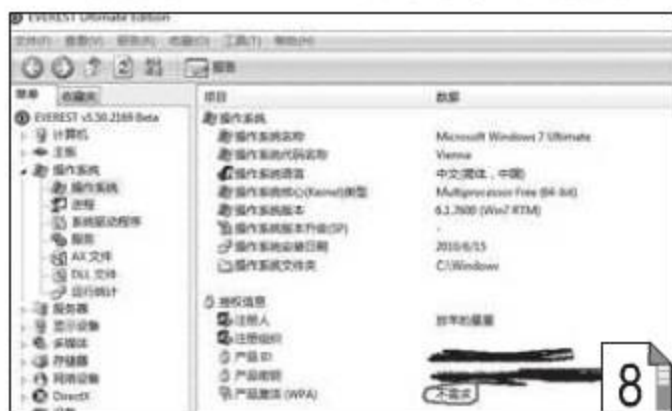 EVEREST Ultimate Edition
文件(F) 查看(V) 报告(R) 收藏(O) 工具(T) 帮助(H)
报告
菜单 收藏夹
项目 数据
EVEREST v5.30.2169 Beta
计算机
主板
操作系统
操作系统
进程
系统驱动程序
服务
AX 文件
DLL 文件
运行统计
服务器
显示设备
多媒体
存储器
网络设备
DirectX
操作系统
操作系统名称 Microsoft Windows 7 Ultimate
操作系统代码名称 Vienna
操作系统语言 中文(简体，中国)
操作系统核心(Kernel)类型 Multiprocessor Free (64-bit)
操作系统版本 6.1.7600 (Win7 RTM)
操作系统版本升级(SP) -
操作系统安装日期 2010/6/15
操作系统文件夹 C:\Windows
授权信息
注册人 放羊的星星
注册组织
产品 ID
产品密钥
产品激活 (WPA) 不需求
8